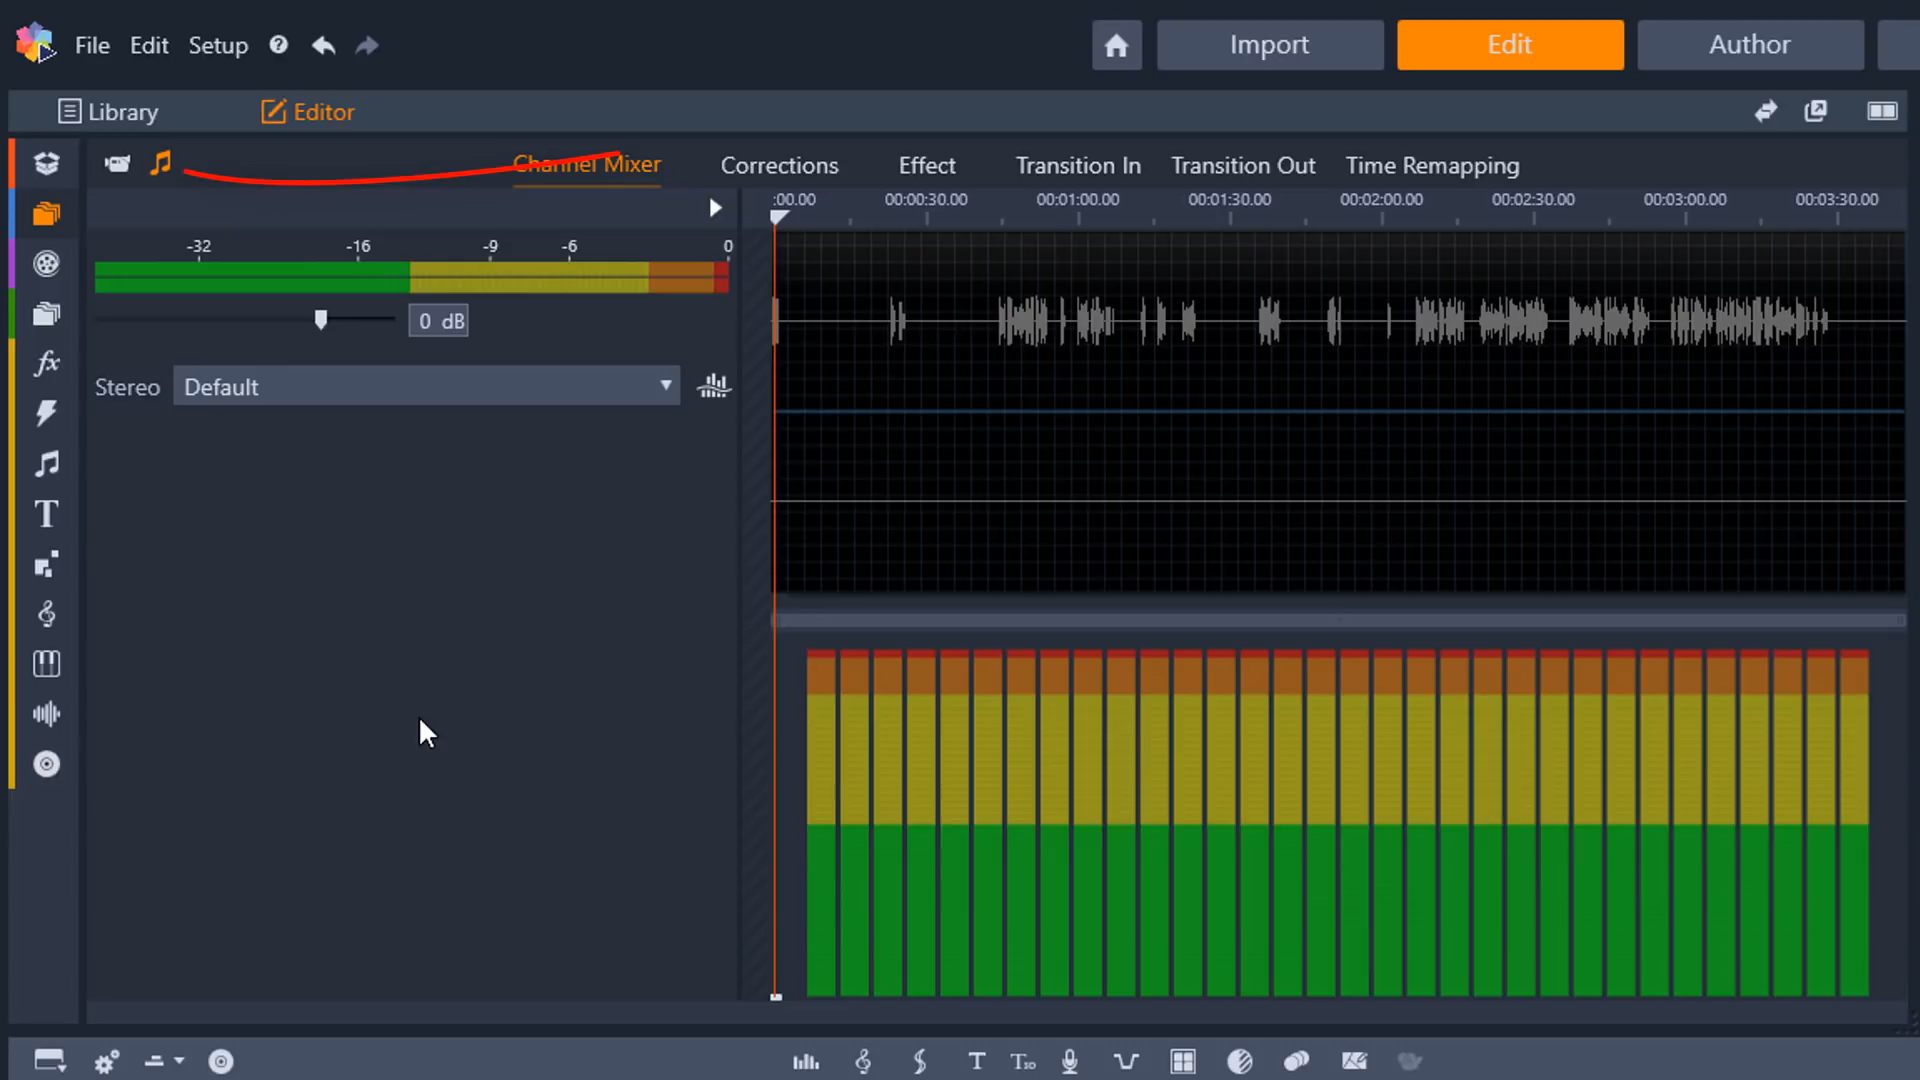 File Edit Setup Import Edit Author
Library Editor
Channel Mixer Corrections Effect Transition In Transition Out Time Remapping
:00.00 00:00:30.00 00:01:00.00 00:01:30.00 00:02:00.00 00:02:30.00 00:03:00.00 00:03:30.00
-32 -16 -9 -6 0
0 dB
Stereo Default